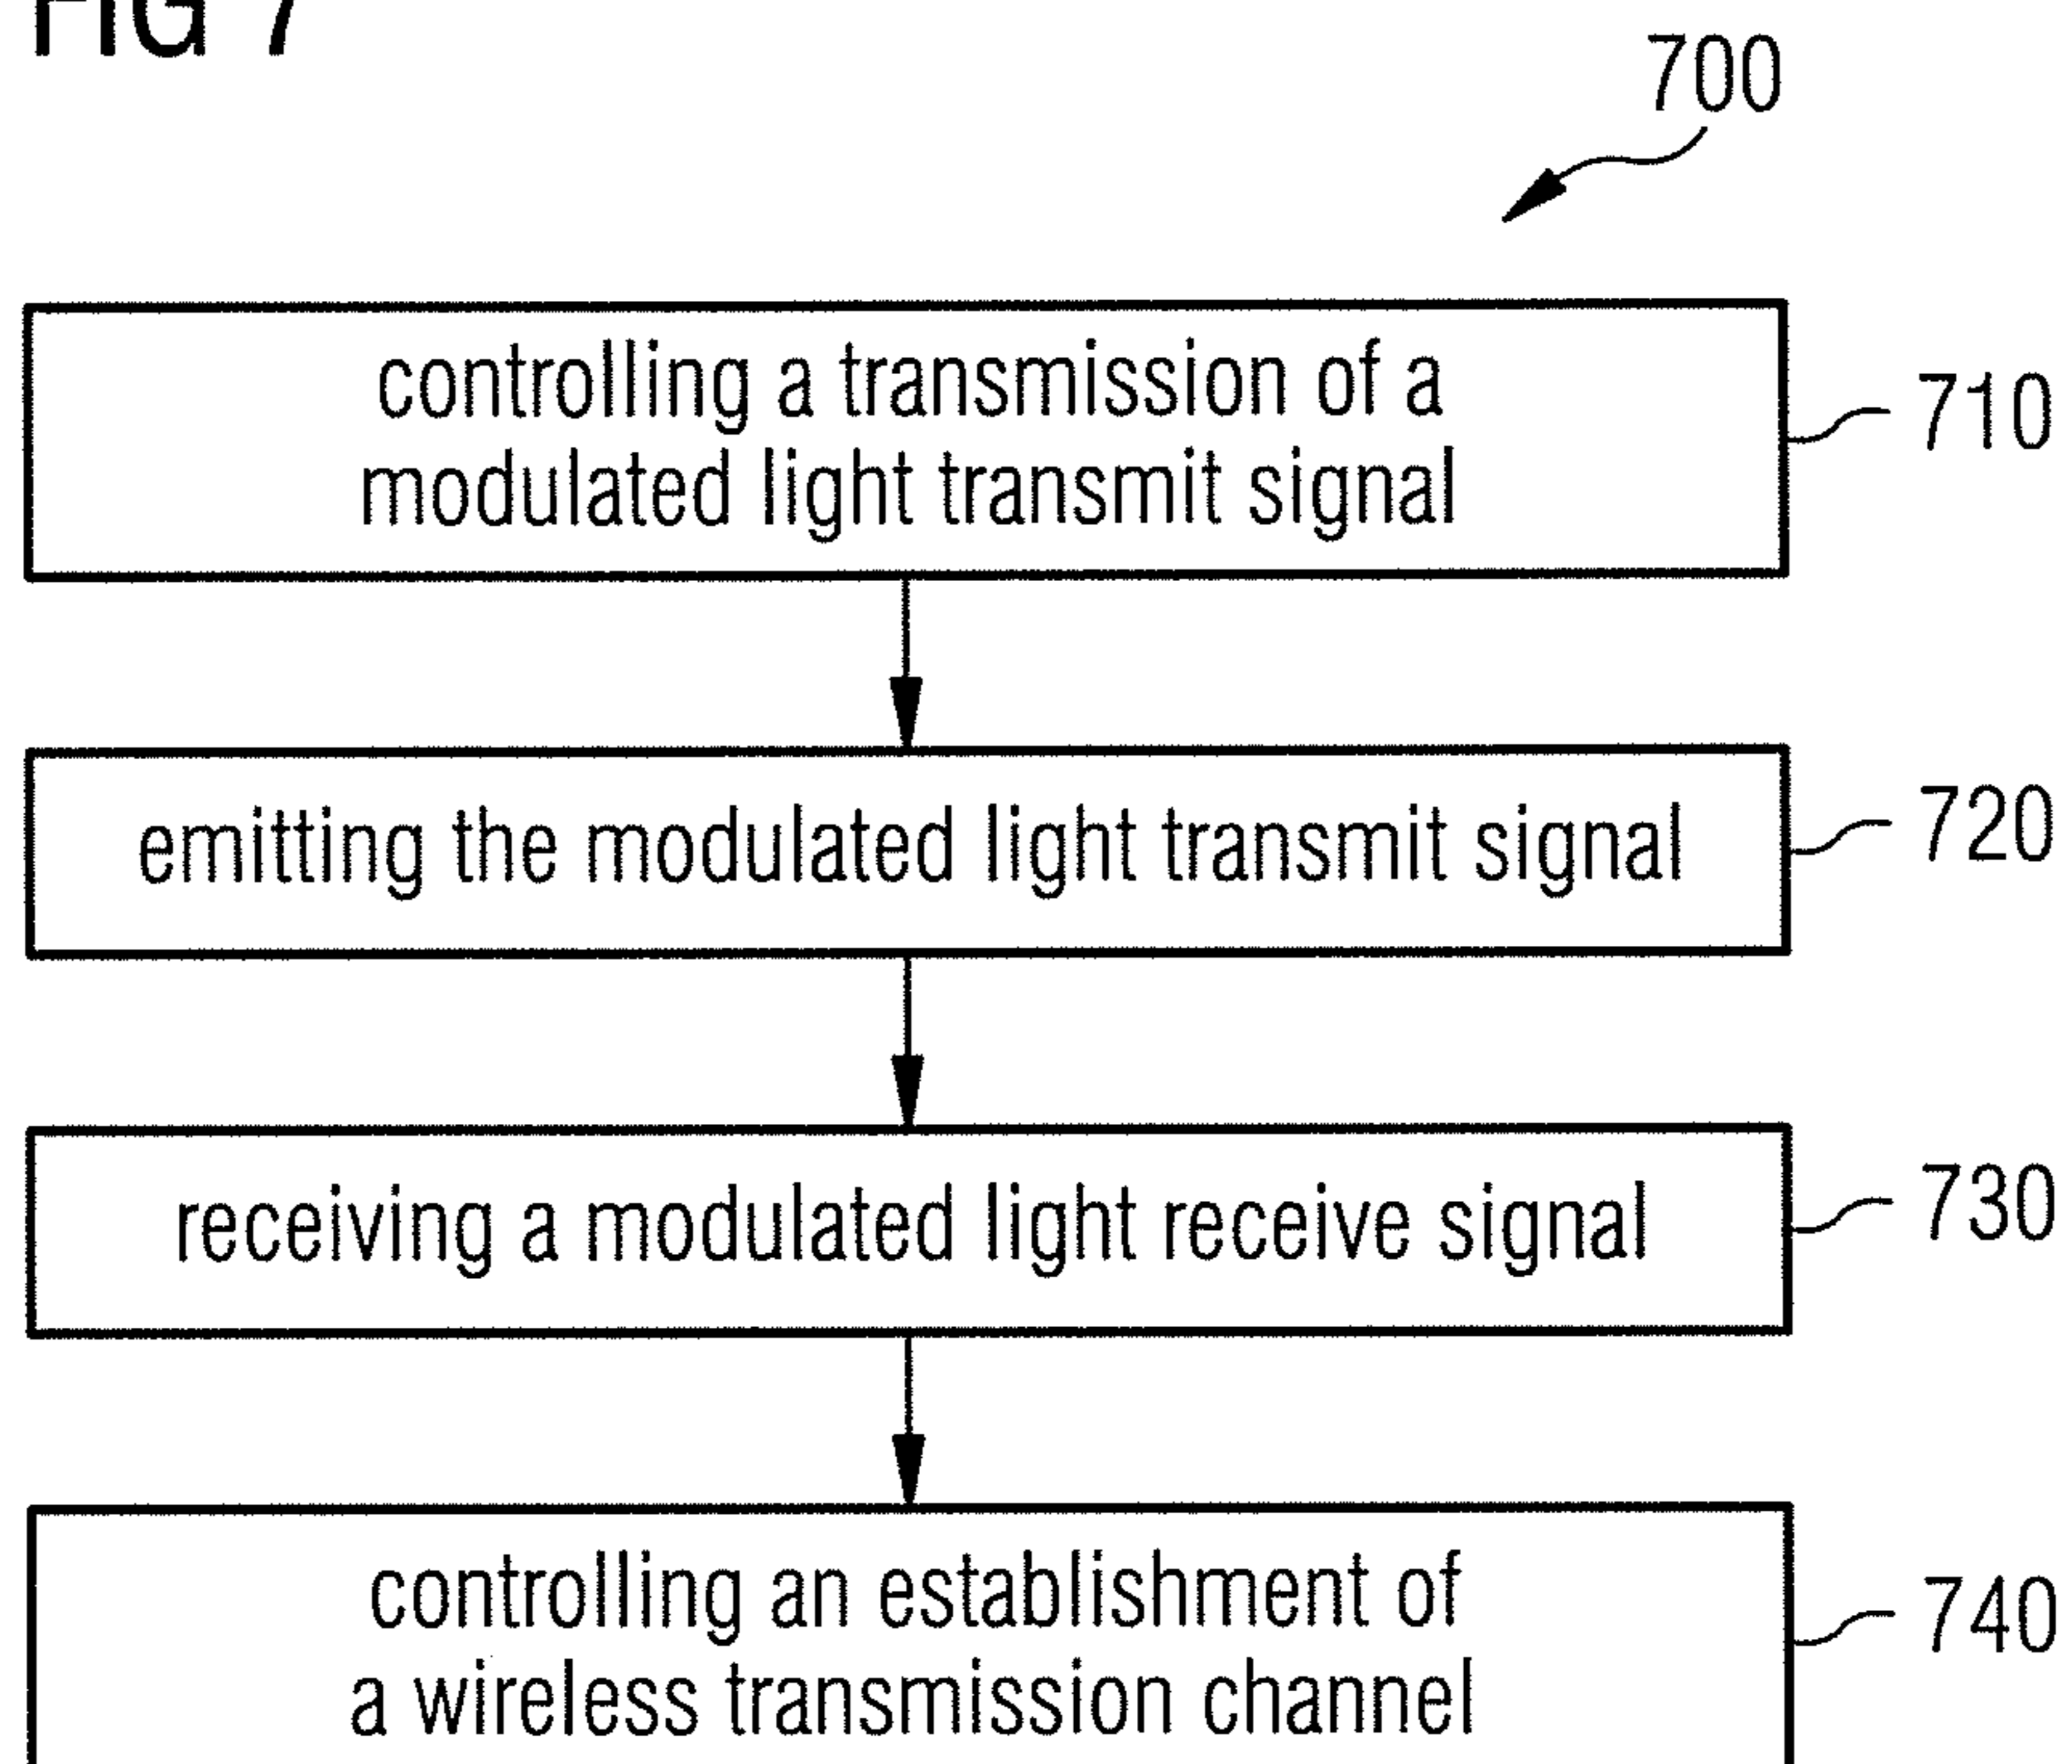 FIG 7
700
controlling a transmission of a
modulated light transmit signal
710
emitting the modulated light transmit signal
720
receiving a modulated light receive signal
730
controlling an establishment of
a wireless transmission channel
740